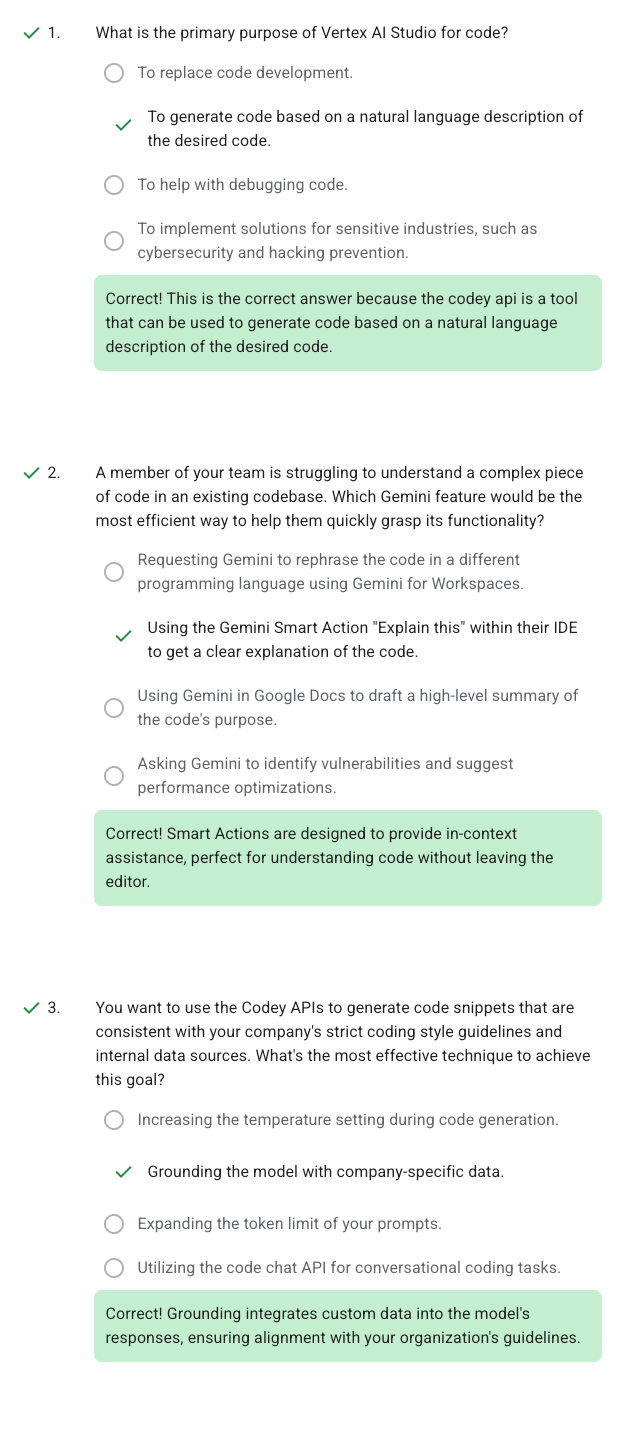 1. What is the primary purpose of Vertex AI Studio for code?
To replace code development.
To generate code based on a natural language description of
the desired code.
To help with debugging code.
To implement solutions for sensitive industries, such as
cybersecurity and hacking prevention.
Correct! This is the correct answer because the codey api is a tool
that can be used to generate code based on a natural language
description of the desired code.
2. A member of your team is struggling to understand a complex piece
of code in an existing codebase. Which Gemini feature would be the
most efficient way to help them quickly grasp its functionality?
Requesting Gemini to rephrase the code in a different
programming language using Gemini for Workspaces.
Using the Gemini Smart Action "Explain this" within their IDE
to get a clear explanation of the code.
Using Gemini in Google Docs to draft a high-level summary of
the code's purpose.
Asking Gemini to identify vulnerabilities and suggest
performance optimizations.
Correct! Smart Actions are designed to provide in-context
assistance, perfect for understanding code without leaving the
editor.
3. You want to use the Codey APIs to generate code snippets that are
consistent with your company's strict coding style guidelines and
internal data sources. What's the most effective technique to achieve
this goal?
Increasing the temperature setting during code generation.
Grounding the model with company-specific data.
Expanding the token limit of your prompts.
Utilizing the code chat API for conversational coding tasks.
Correct! Grounding integrates custom data into the model's
responses, ensuring alignment with your organization's guidelines.